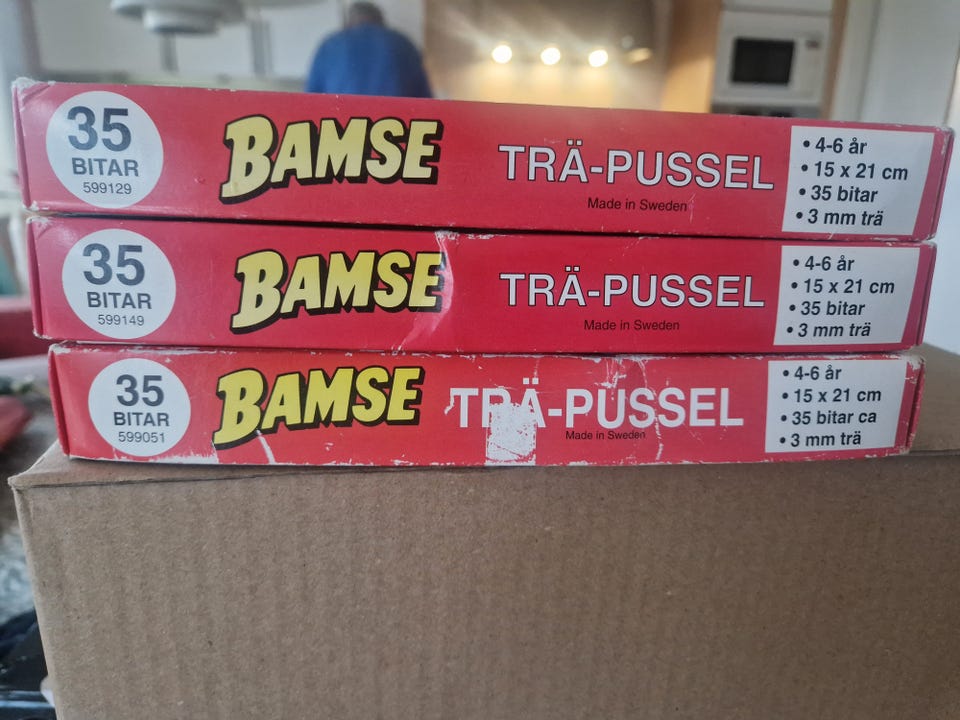 35
BITAR
599129
BAMSE
TRÄ-PUSSEL
Made in Sweden
• 4-6 år
• 15 x 21 cm
• 35 bitar
• 3 mm trä
35
BITAR
599149
BAMSE
TRÄ-PUSSEL
Made in Sweden
• 4-6 år
• 15 x 21 cm
• 35 bitar
• 3 mm trä
35
BITAR
599051
BAMSE
TRÄ-PUSSEL
Made in Sweden
• 4-6 år
• 15 x 21 cm
• 35 bitar ca
• 3 mm trä